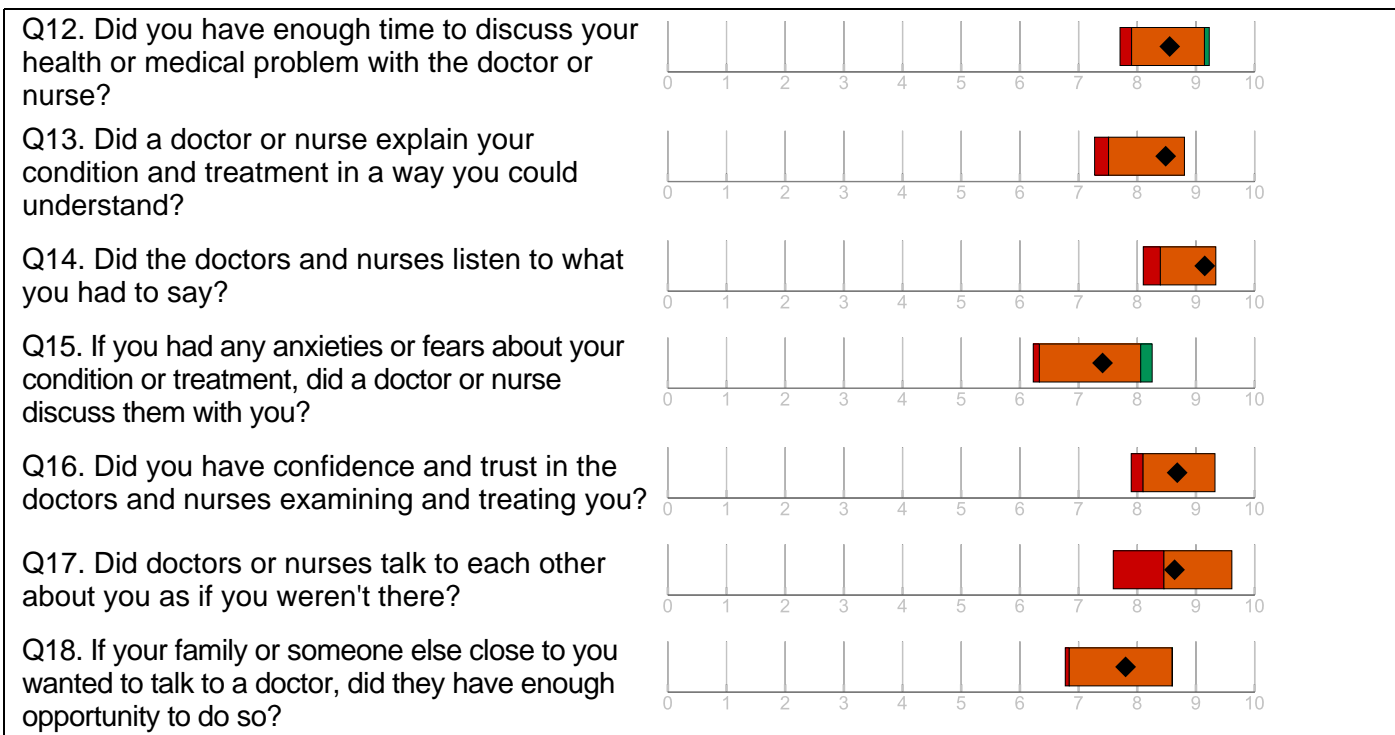 Q12. Did you have enough time to discuss your
health or medical problem with the doctor or
nurse?
0 1 2 3 4 5 6 7 8 9 10
Q13. Did a doctor or nurse explain your
condition and treatment in a way you could
understand?
0 1 2 3 4 5 6 7 8 9 10
Q14. Did the doctors and nurses listen to what
you had to say?
0 1 2 3 4 5 6 7 8 9 10
Q15. If you had any anxieties or fears about your
condition or treatment, did a doctor or nurse
discuss them with you?
0 1 2 3 4 5 6 7 8 9 10
Q16. Did you have confidence and trust in the
doctors and nurses examining and treating you?
0 1 2 3 4 5 6 7 8 9 10
Q17. Did doctors or nurses talk to each other
about you as if you weren't there?
0 1 2 3 4 5 6 7 8 9 10
Q18. If your family or someone else close to you
wanted to talk to a doctor, did they have enough
opportunity to do so?
0 1 2 3 4 5 6 7 8 9 10